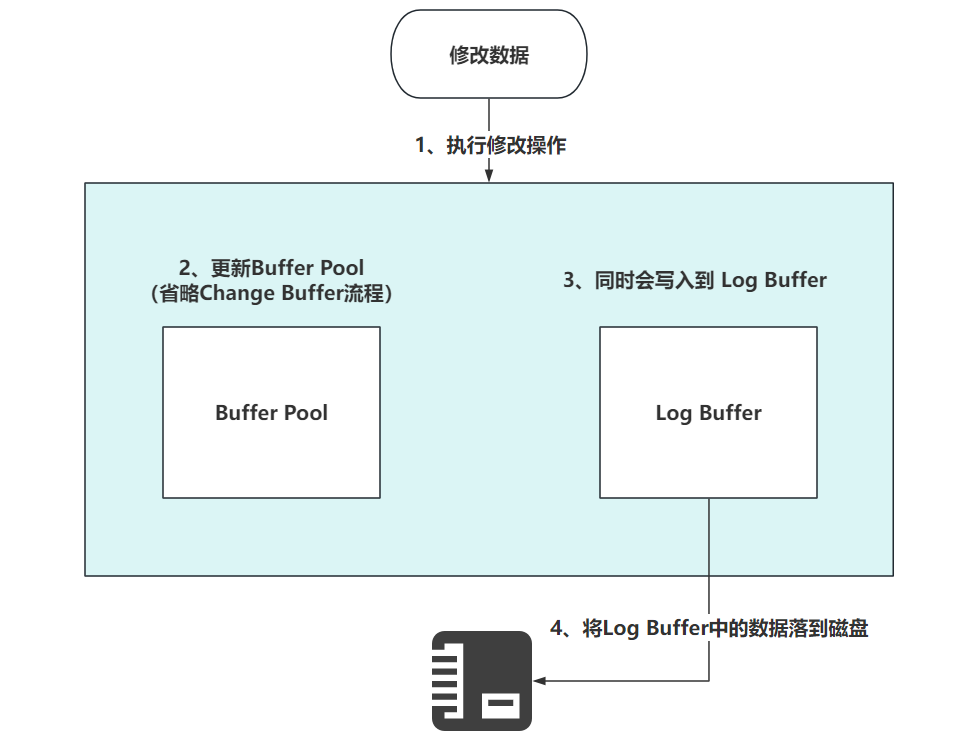 修改数据
1、执行修改操作
2、更新Buffer Pool
（省略Change Buffer流程）
3、同时会写入到 Log Buffer
Buffer Pool
Log Buffer
4、将Log Buffer中的数据落到磁盘